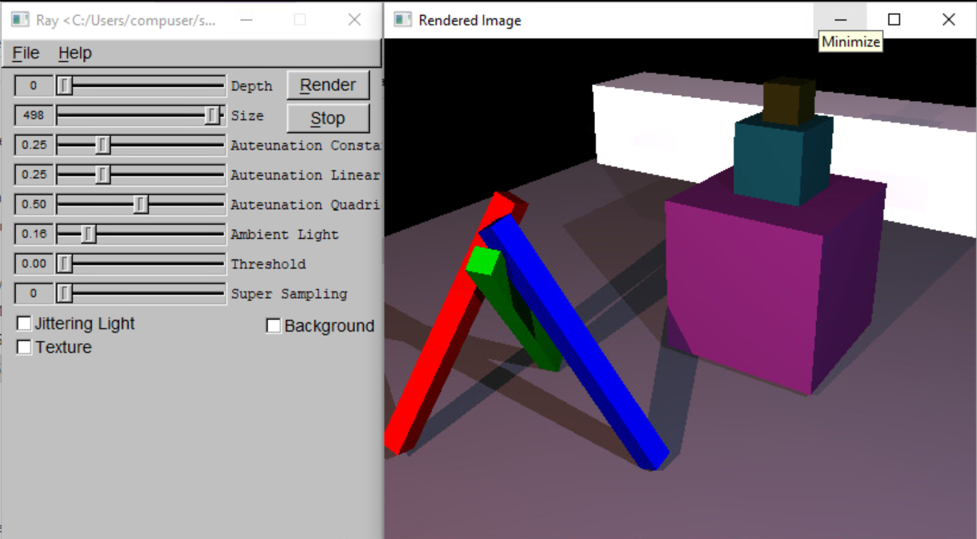 Ray <C:/Users/compuser/s...
File Help
0 Depth Render
498 Size Stop
0.25 Auteunation Consta
0.25 Auteunation Linear
0.50 Auteunation Quadri
0.16 Ambient Light
0.00 Threshold
0 Super Sampling
Jittering Light Background
Texture
Rendered Image
Minimize